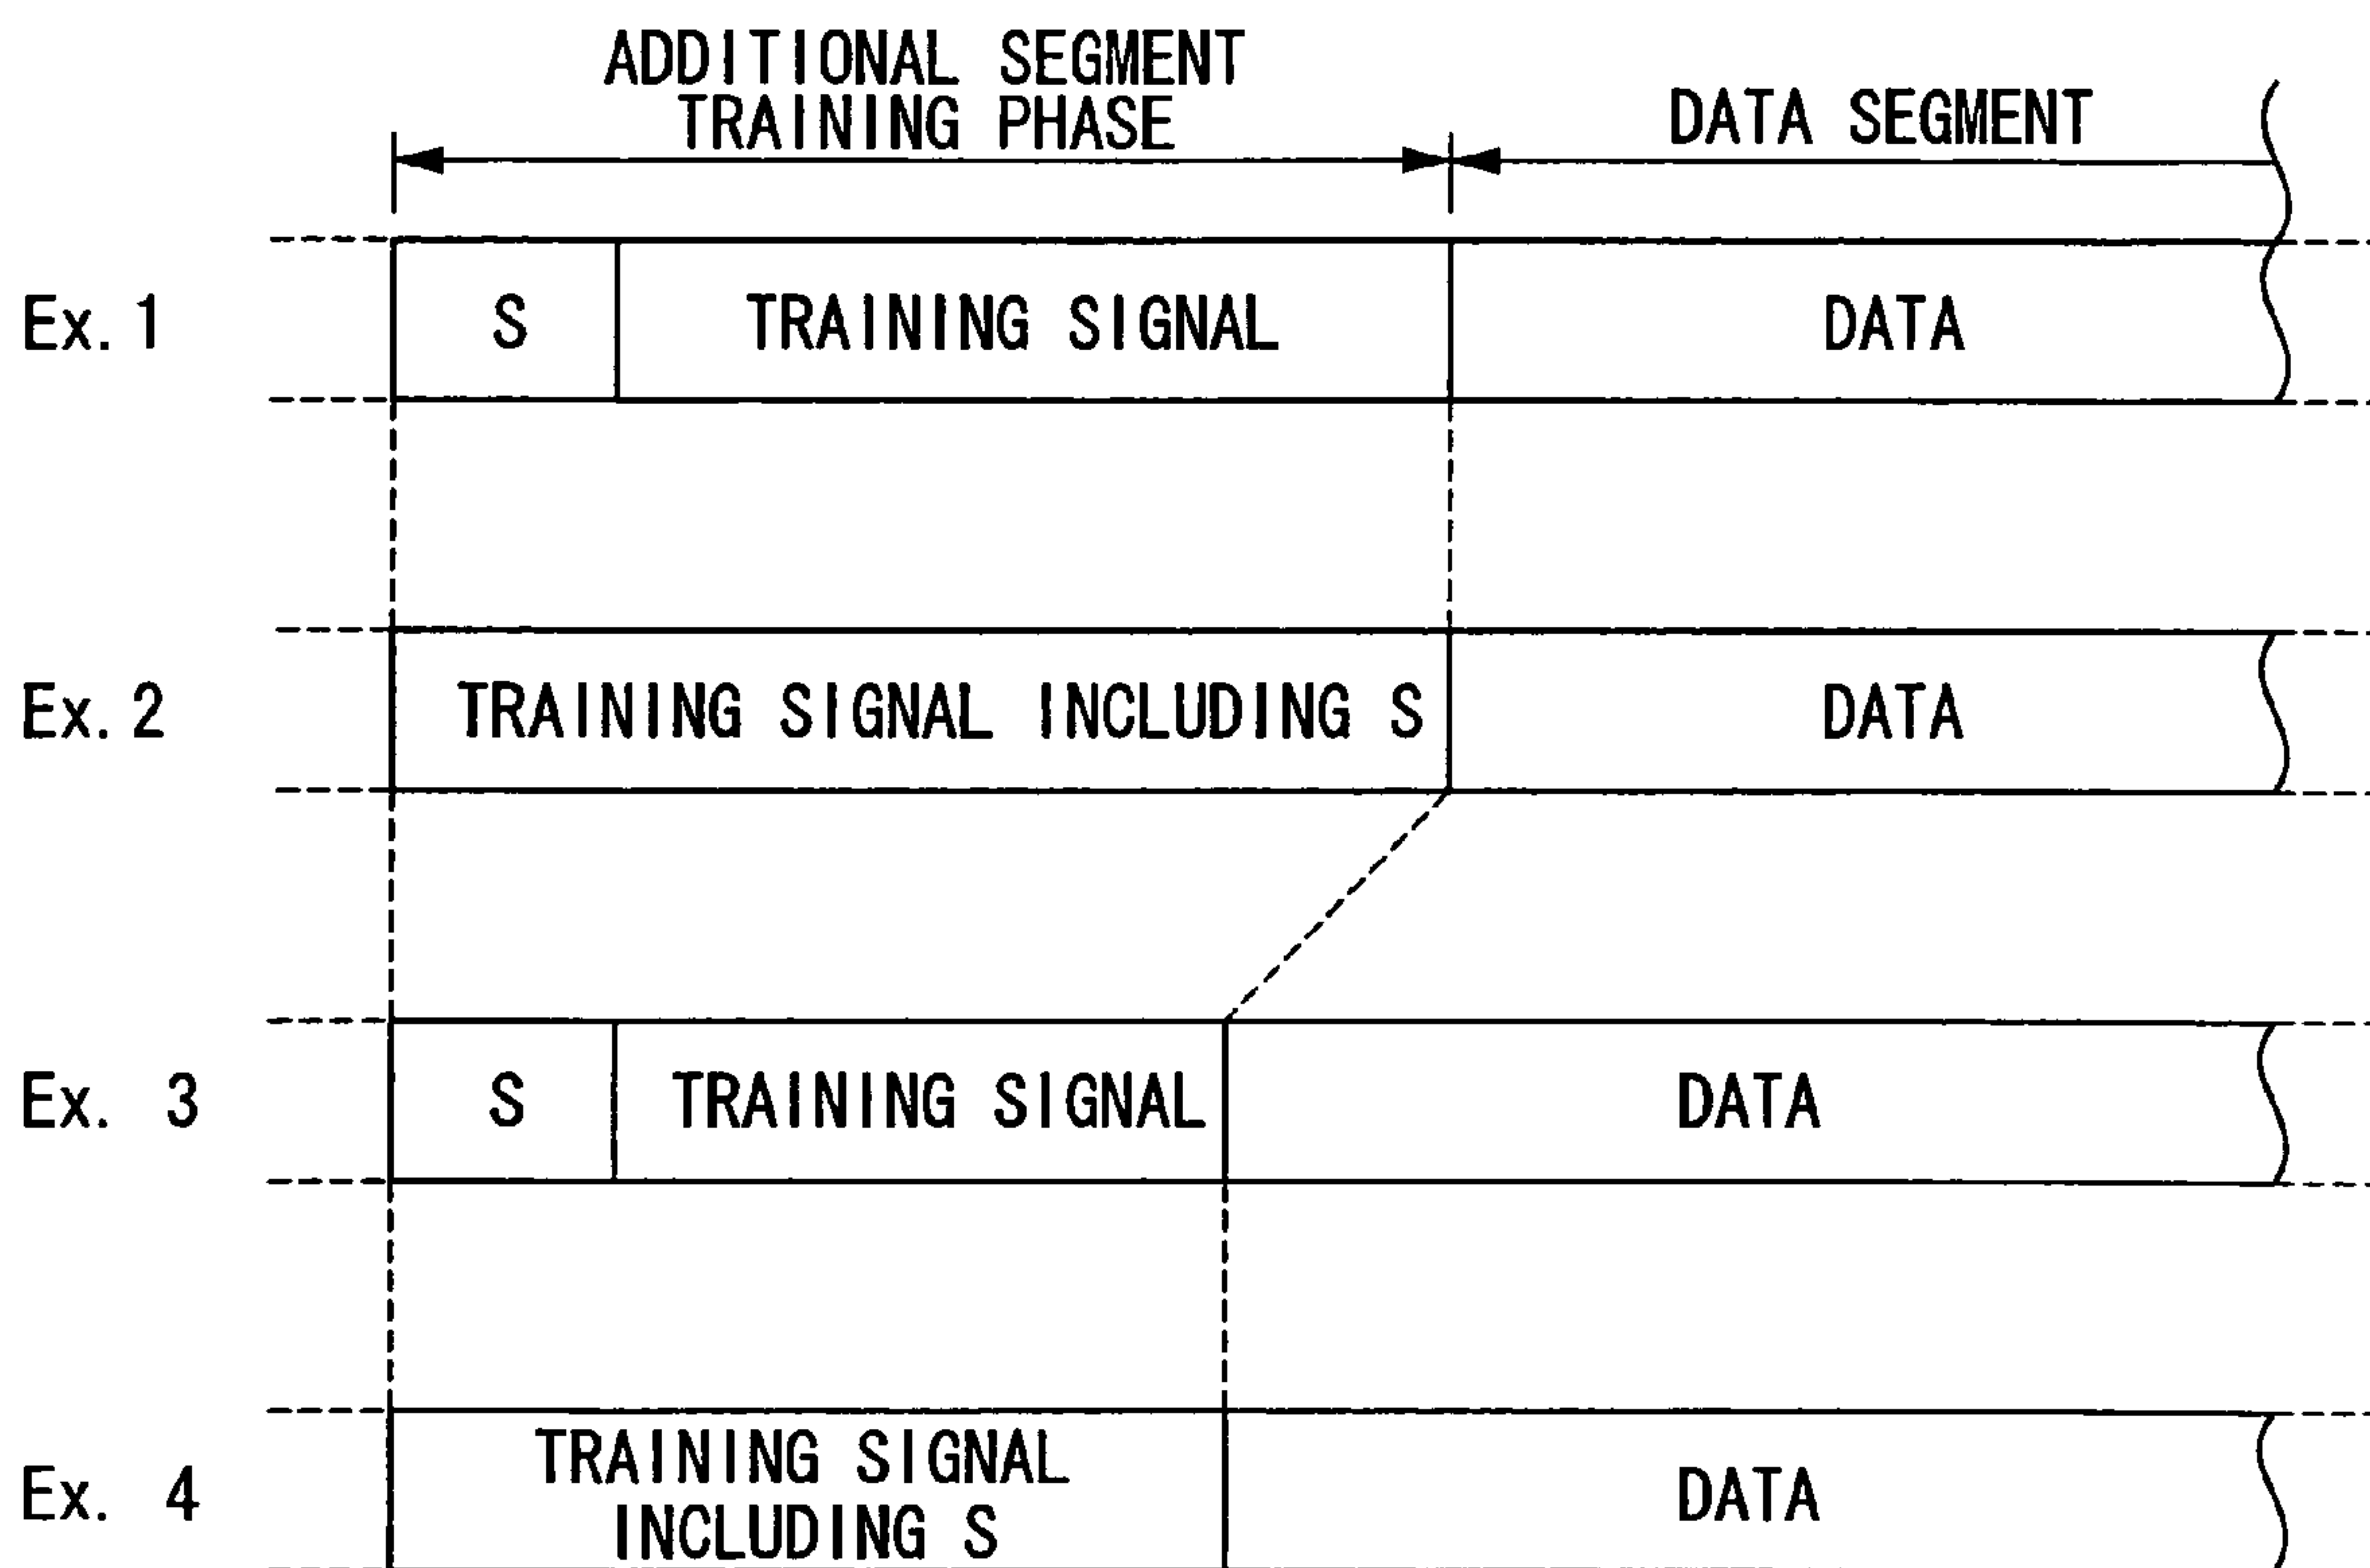 ADDITIONAL SEGMENT
TRAINING PHASE
DATA SEGMENT
Ex. 1
S
TRAINING SIGNAL
DATA
Ex. 2
TRAINING SIGNAL INCLUDING S
DATA
Ex. 3
S
TRAINING SIGNAL
DATA
Ex. 4
TRAINING SIGNAL
INCLUDING S
DATA